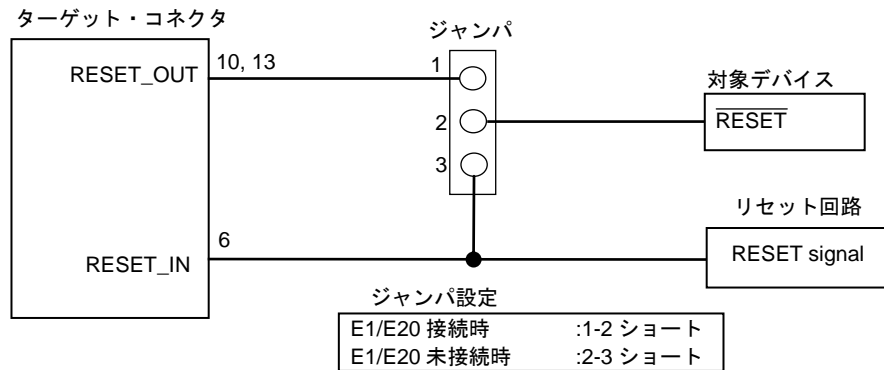 ターゲット・コネクタ
ジャンパ
RESET_OUT
10, 13
1
対象デバイス
2
RESET
3
リセット回路
6
RESET_IN
RESET signal
ジャンパ設定
E1/E20 接続時 :1-2 ショート
E1/E20 未接続時 :2-3 ショート